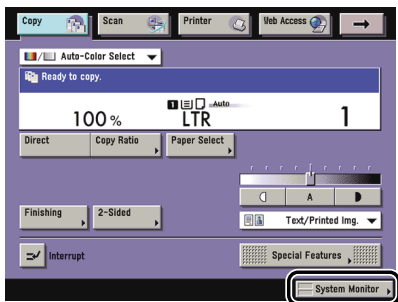 Copy Scan Printer Web Access
Auto-Color Select
Ready to copy.
1 Auto
100 % LTR 1
Direct Copy Ratio Paper Select
A
Finishing 2-Sided
Text/Printed Img.
Interrupt Special Features
System Monitor